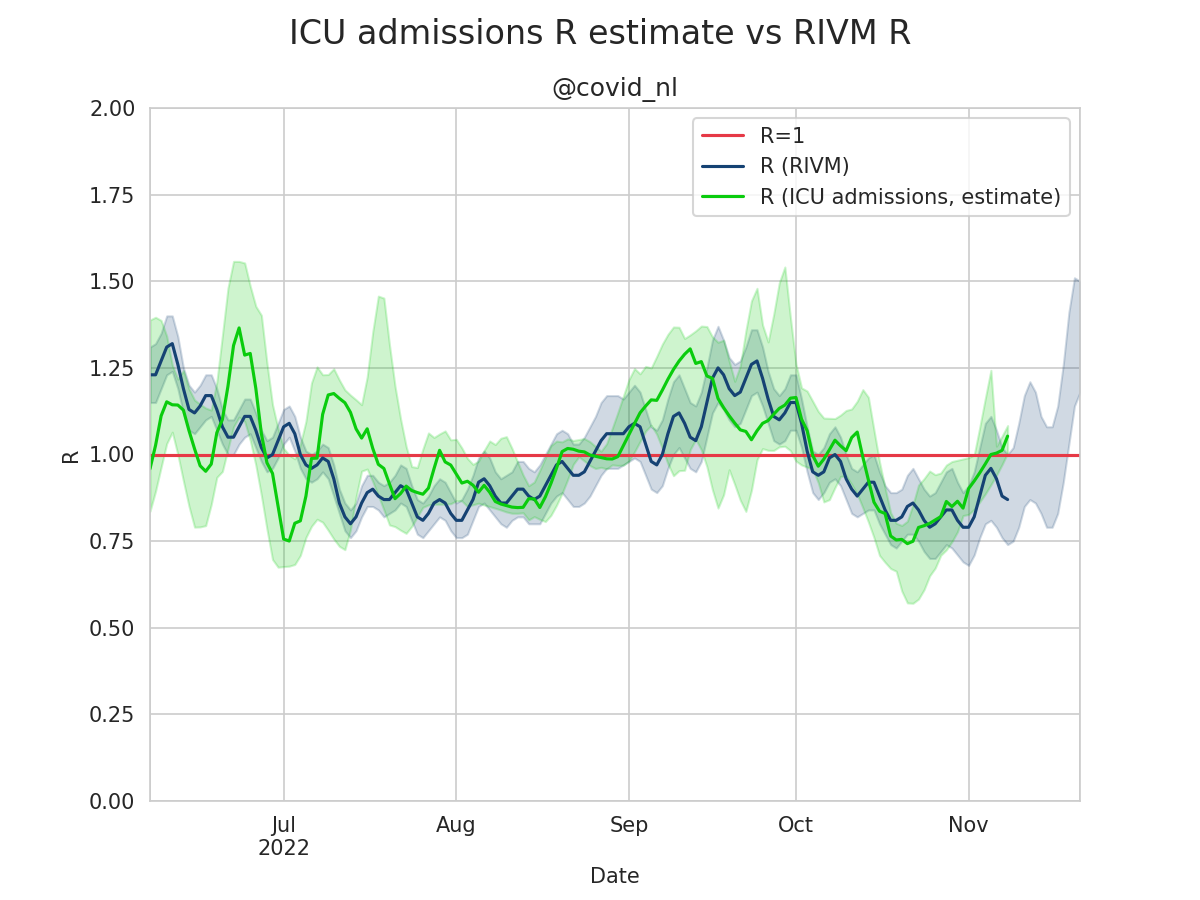 ICU admissions R estimate vs RIVM R
@covid_nl
2.00
1.75
1.50
1.25
1.00
0.75
0.50
0.25
0.00
R
R=1
R (RIVM)
R (ICU admissions, estimate)
Jul
2022
Aug
Sep
Oct
Nov
Date